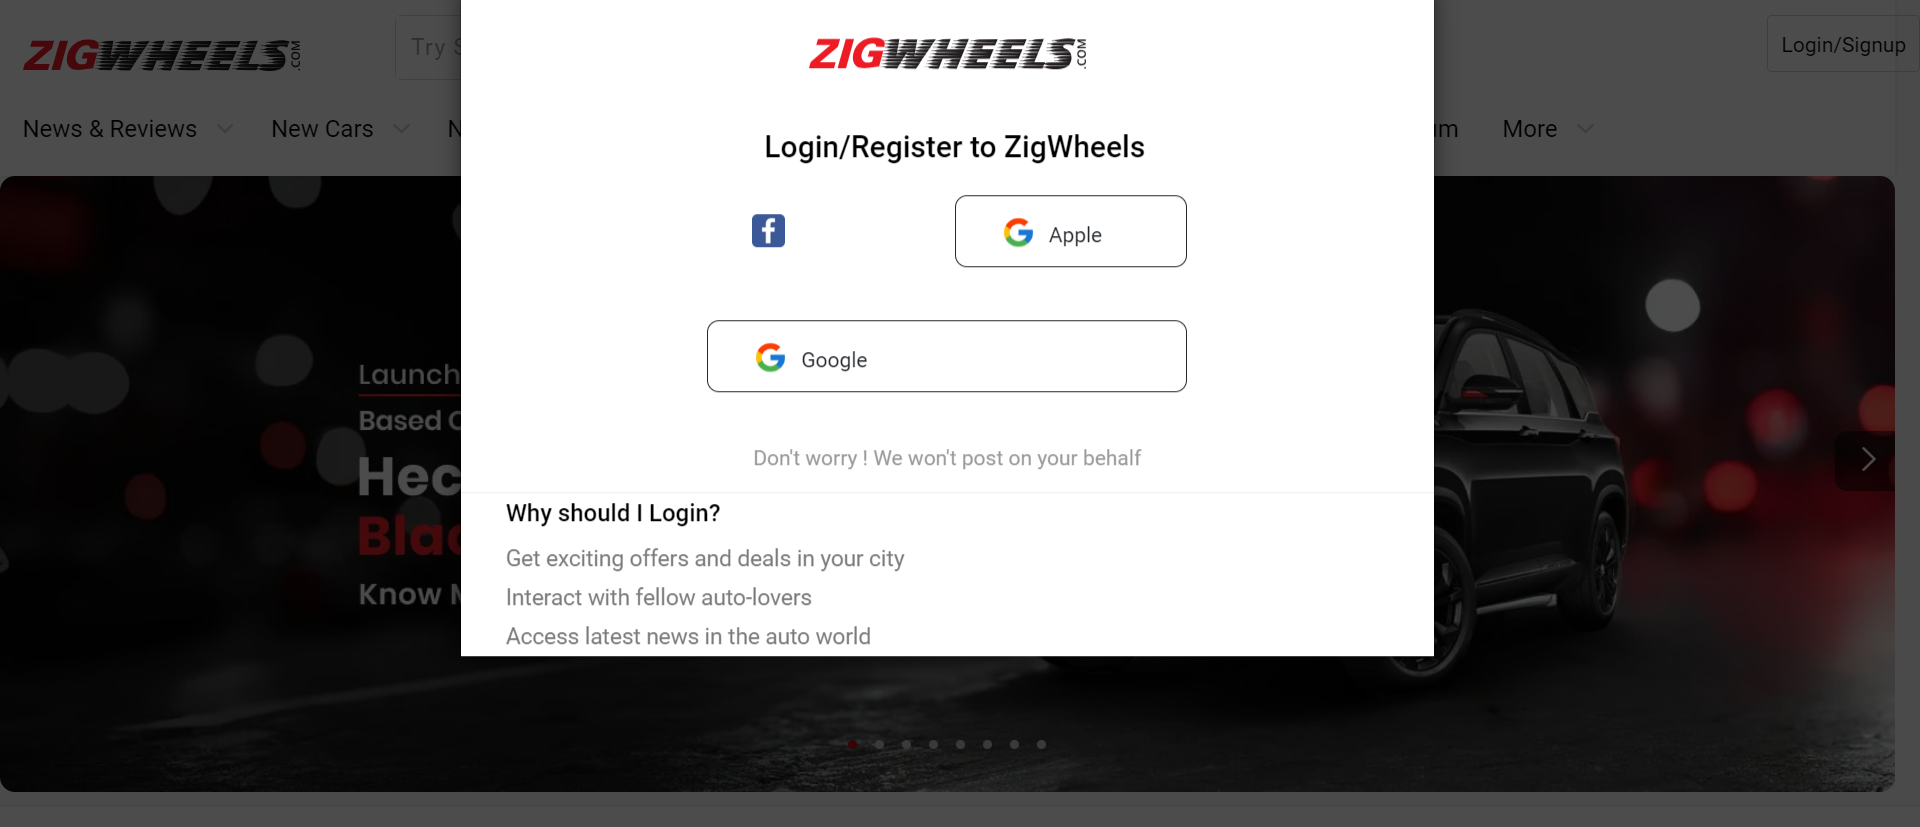 ZIGWHEELS.COM
Try
Login/Signup
News & Reviews
New Cars
More
ZIGWHEELS.COM
Login/Register to ZigWheels
Apple
Google
Don't worry ! We won't post on your behalf
Why should I Login?
Get exciting offers and deals in your city
Interact with fellow auto-lovers
Access latest news in the auto world
Launch
Based
Hec
Blac
Know